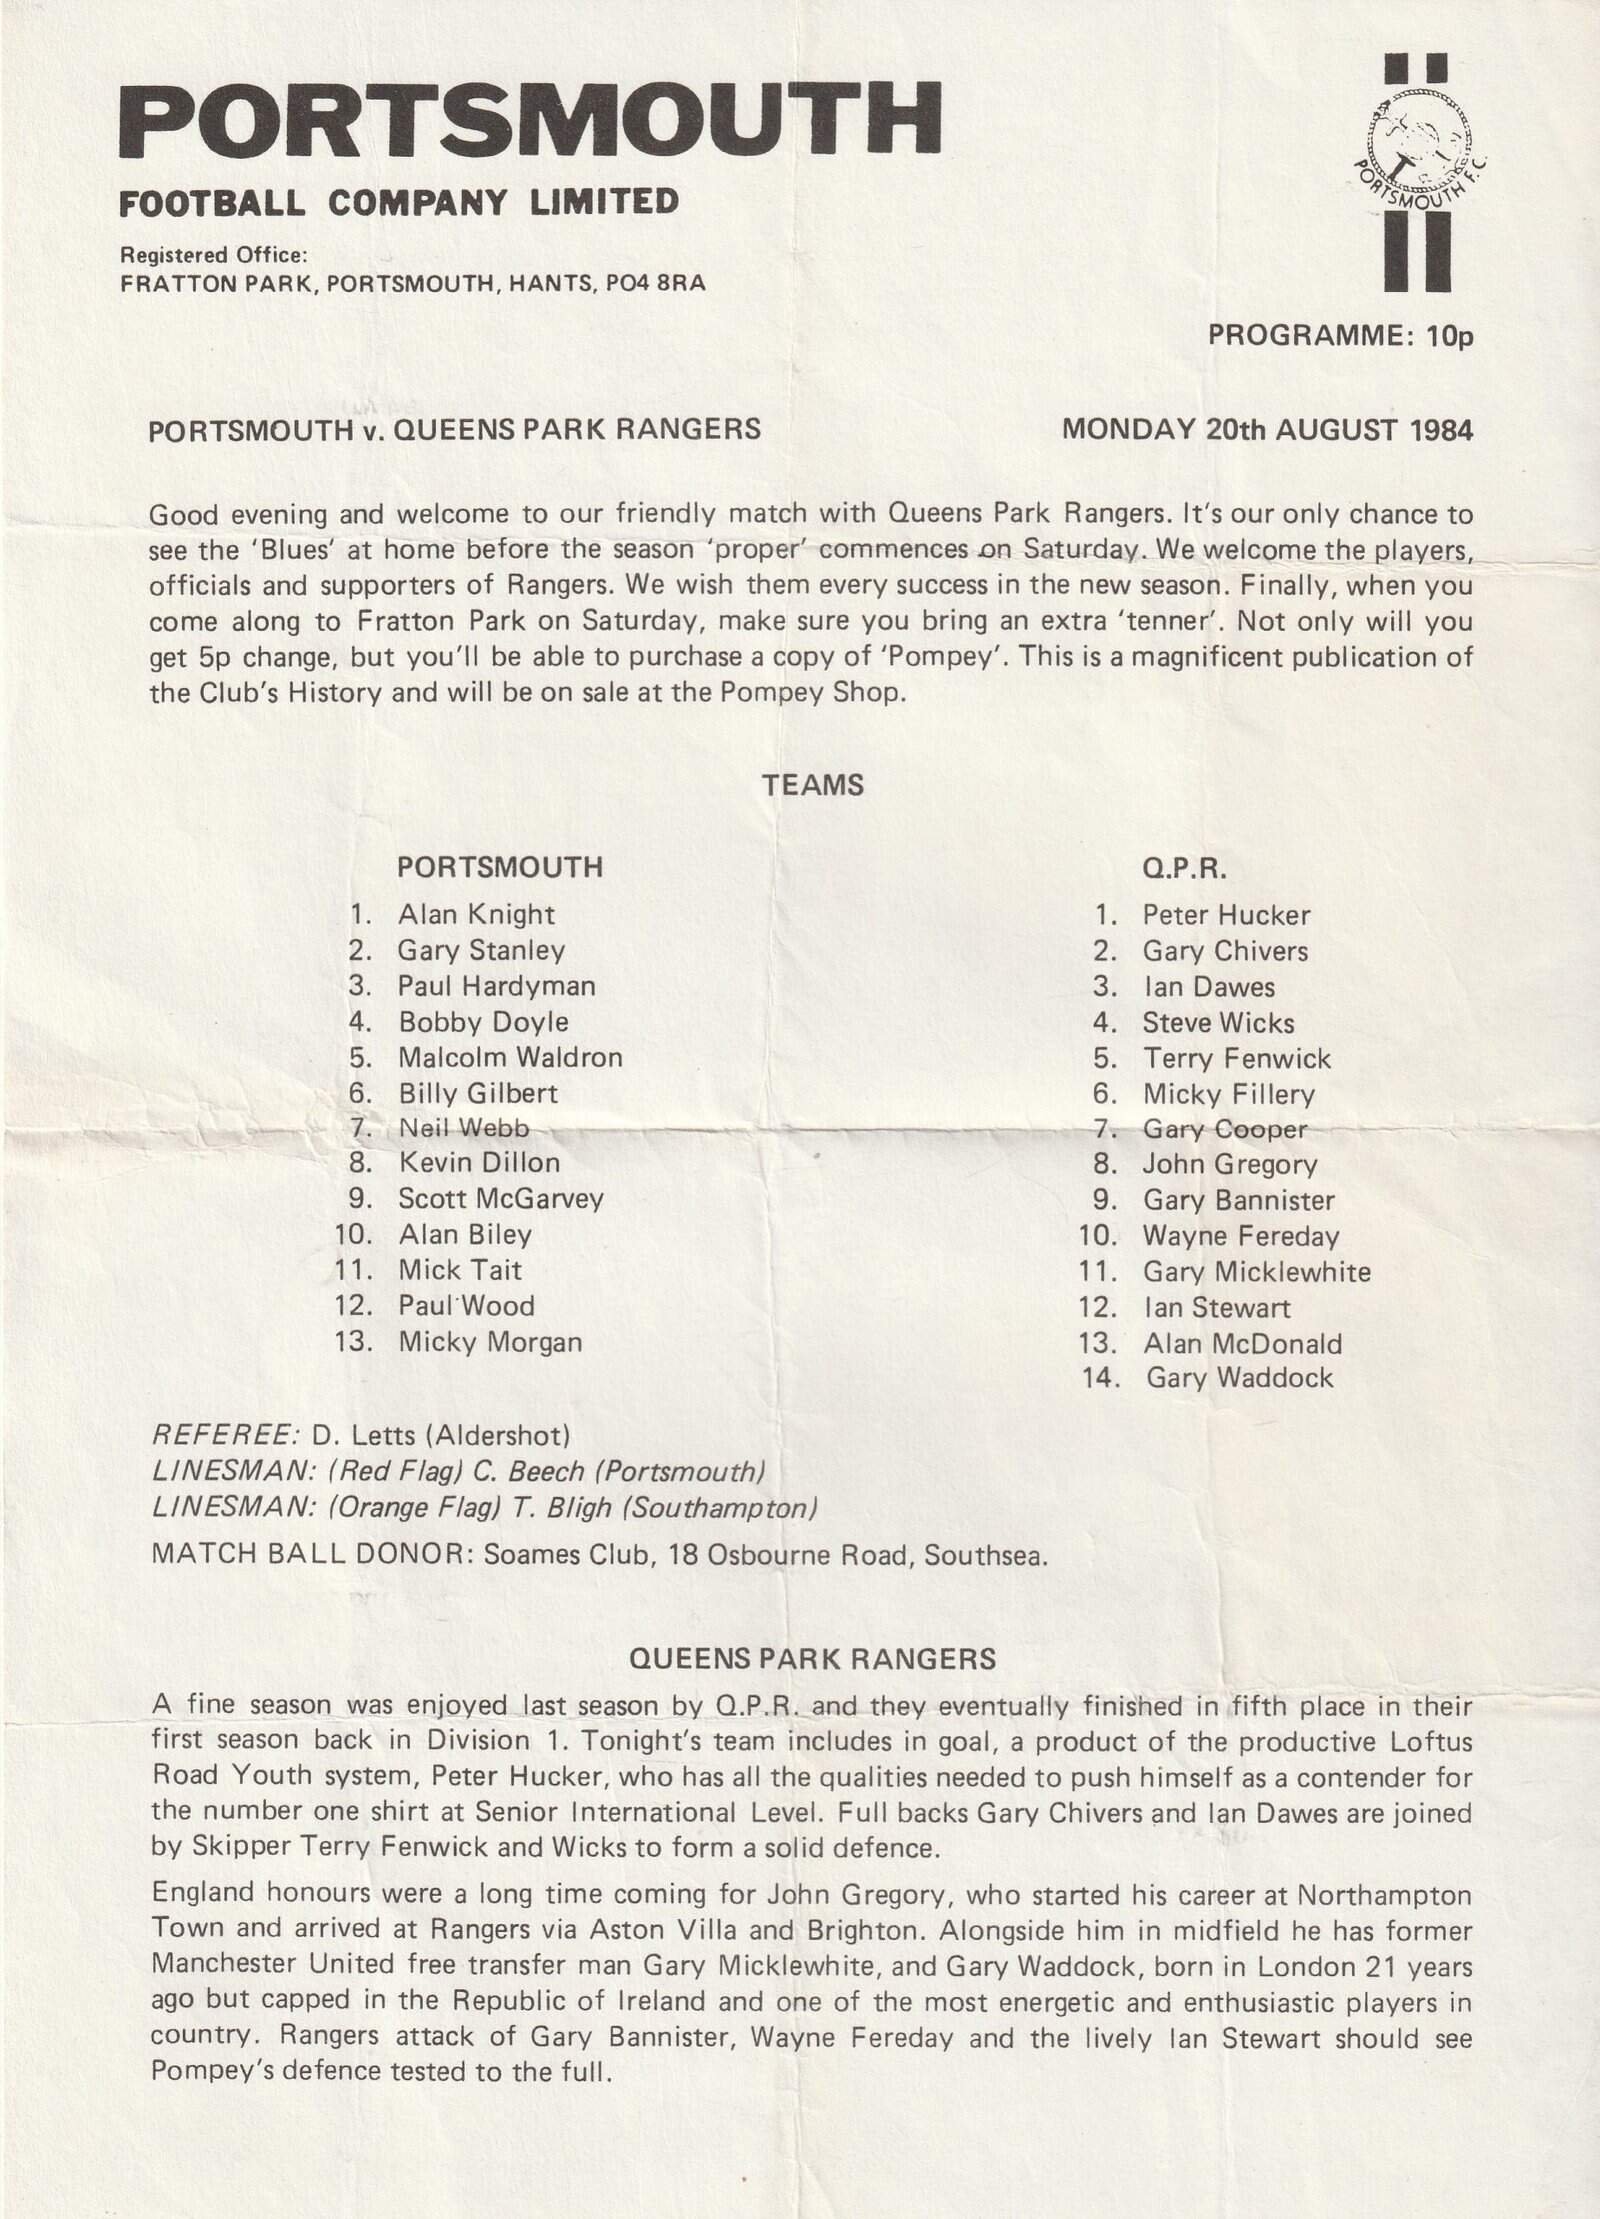 PORTSMOUTH
FOOTBALL COMPANY LIMITED
Registered Office:
FRATTON PARK, PORTSMOUTH, HANTS, PO4 8RA
PORTSMOUTH F.C.
PROGRAMME: 10p
PORTSMOUTH v. QUEENS PARK RANGERS MONDAY 20th AUGUST 1984
Good evening and welcome to our friendly match with Queens Park Rangers. It's our only chance to
see the 'Blues' at home before the season 'proper' commences on Saturday. We welcome the players,
officials and supporters of Rangers. We wish them every success in the new season. Finally, when you
come along to Fratton Park on Saturday, make sure you bring an extra 'tenner'. Not only will you
get 5p change, but you'll be able to purchase a copy of 'Pompey'. This is a magnificent publication of
the Club's History and will be on sale at the Pompey Shop.
TEAMS
PORTSMOUTH
1. Alan Knight
2. Gary Stanley
3. Paul Hardyman
4. Bobby Doyle
5. Malcolm Waldron
6. Billy Gilbert
7. Neil Webb
8. Kevin Dillon
9. Scott McGarvey
10. Alan Biley
11. Mick Tait
12. Paul Wood
13. Micky Morgan
Q.P.R.
1. Peter Hucker
2. Gary Chivers
3. Ian Dawes
4. Steve Wicks
5. Terry Fenwick
6. Micky Fillery
7. Gary Cooper
8. John Gregory
9. Gary Bannister
10. Wayne Fereday
11. Gary Micklewhite
12. Ian Stewart
13. Alan McDonald
14. Gary Waddock
REFEREE: D. Letts (Aldershot)
LINESMAN: (Red Flag) C. Beech (Portsmouth)
LINESMAN: (Orange Flag) T. Bligh (Southampton)
MATCH BALL DONOR: Soames Club, 18 Osbourne Road, Southsea.
QUEENS PARK RANGERS
A fine season was enjoyed last season by Q.P.R. and they eventually finished in fifth place in their
first season back in Division 1. Tonight's team includes in goal, a product of the productive Loftus
Road Youth system, Peter Hucker, who has all the qualities needed to push himself as a contender for
the number one shirt at Senior International Level. Full backs Gary Chivers and Ian Dawes are joined
by Skipper Terry Fenwick and Wicks to form a solid defence.
England honours were a long time coming for John Gregory, who started his career at Northampton
Town and arrived at Rangers via Aston Villa and Brighton. Alongside him in midfield he has former
Manchester United free transfer man Gary Micklewhite, and Gary Waddock, born in London 21 years
ago but capped in the Republic of Ireland and one of the most energetic and enthusiastic players in
country. Rangers attack of Gary Bannister, Wayne Fereday and the lively Ian Stewart should see
Pompey's defence tested to the full.